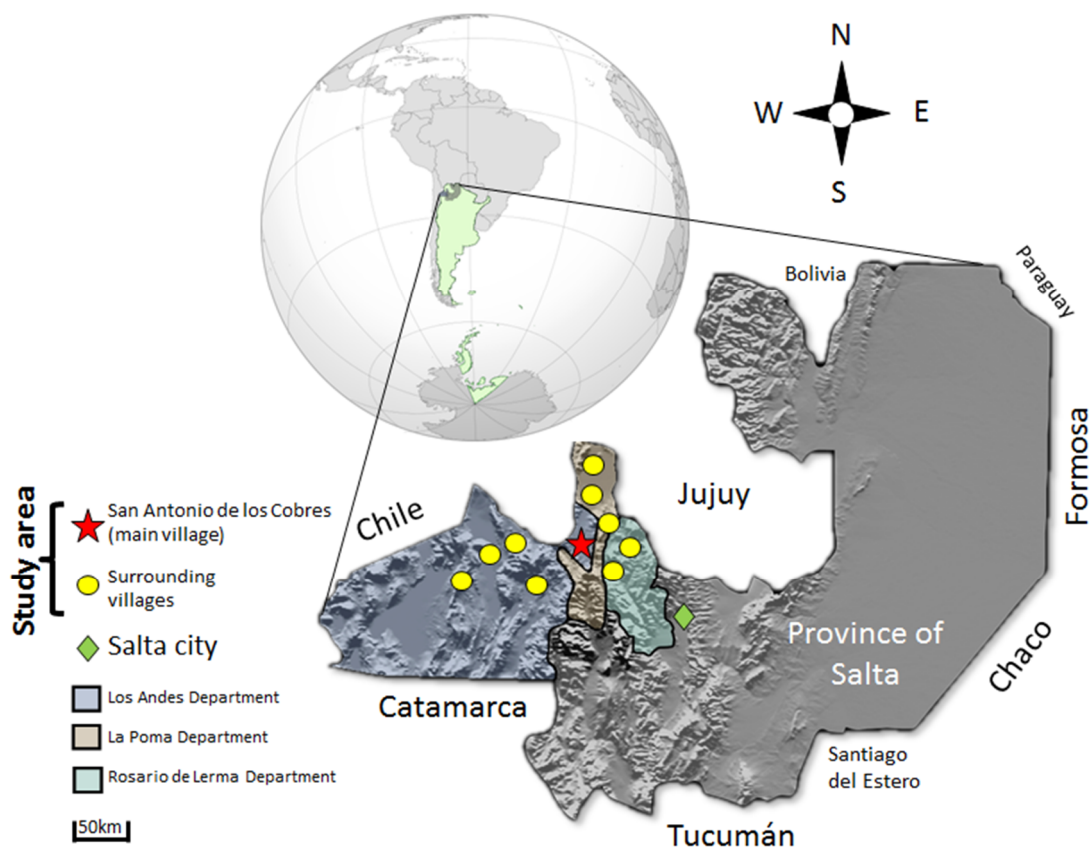 N
W
E
S
Bolivia
Paraguay
Formosa
Jujuy
Chile
Study area
San Antonio de los Cobres
(main village)
Surrounding
villages
Salta city
Province of
Salta
Chaco
Los Andes Department
Catamarca
La Poma Department
Santiago
del Estero
Rosario de Lerma Department
50km
Tucumán